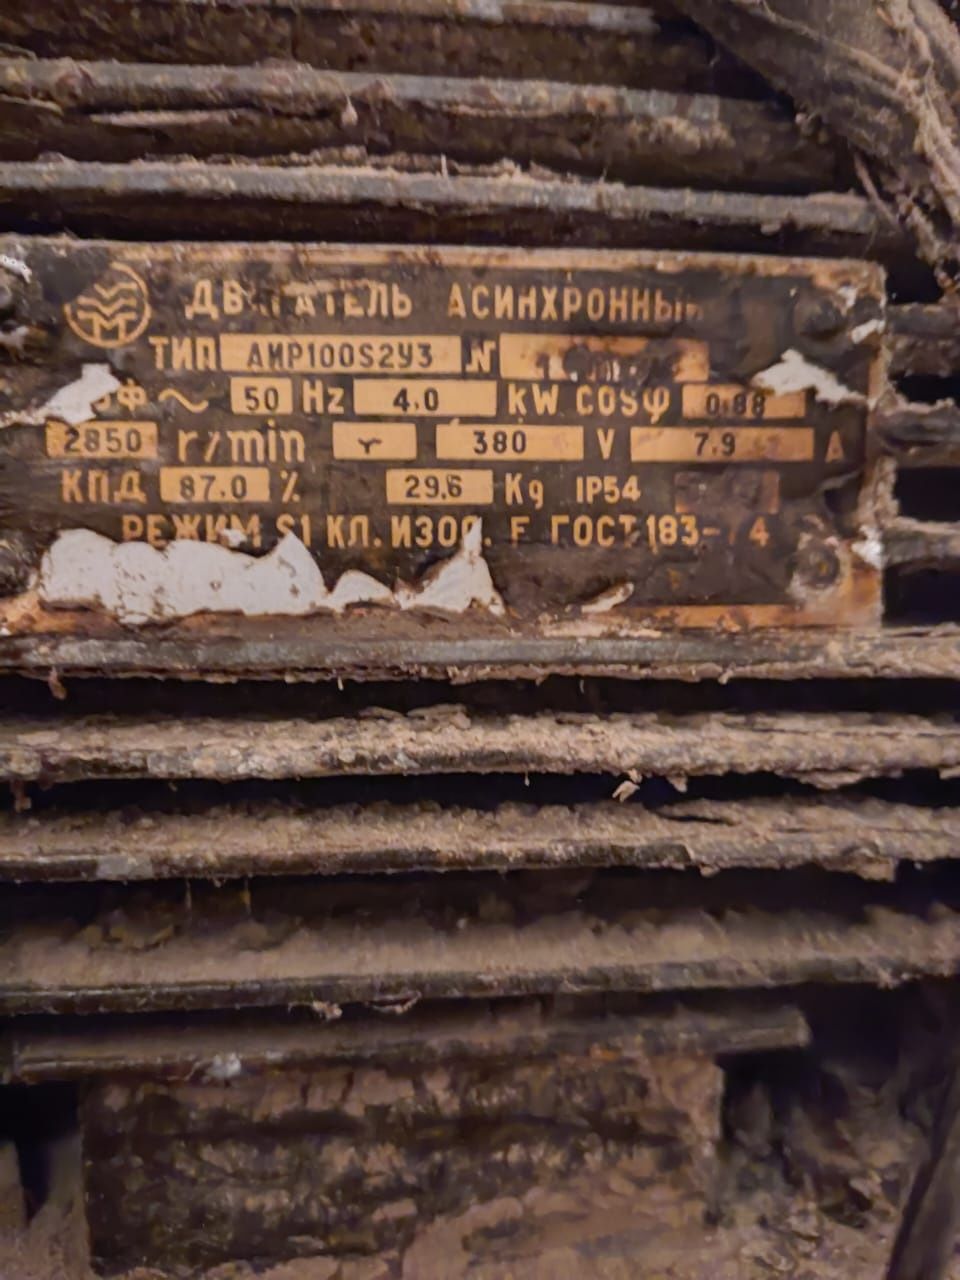 ДВИГАТЕЛЬ АСИНХРОННЫЙ
ТИП АИР100S2У3 N
Ф ~ 50 Hz 4.0 kW cosφ 0.88
2850 r/min Y 380 V 7.9 A
КПД 87.0 % 29,6 Kg IP54
РЕЖИМ S1 КЛ. ИЗОЛ. F ГОСТ 183-74